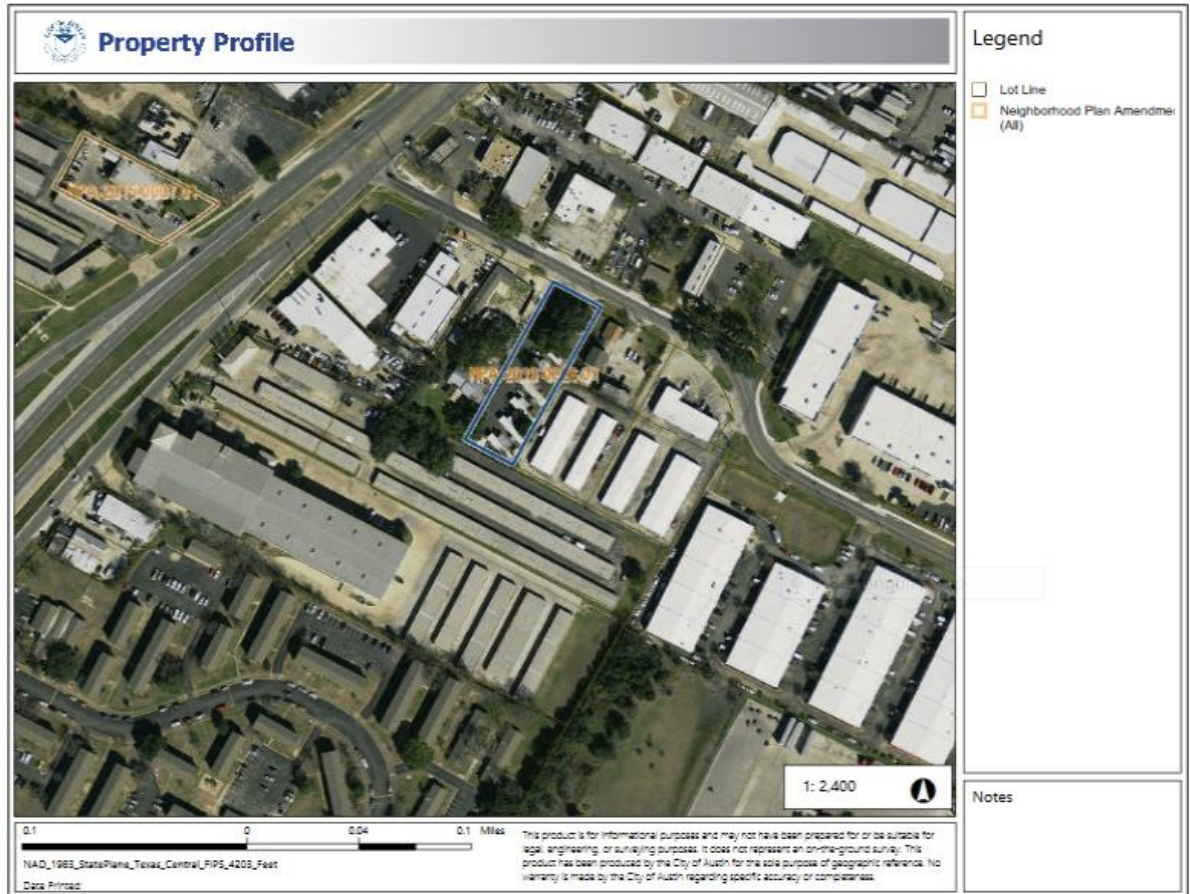 Property Profile
Legend
Lot Line
Neighborhood Plan Amendme
(All)
1: 2,400
Notes
0.1 0 0.04 0.1 Miles
NAD_1983_StatePlane_Texas_Central_FIPS_4203_Feet
Date Printed:
This product is for informational purposes and may not have been prepared for or be suitable for
legal, engineering, or surveying purposes. It does not represent an on-the-ground survey. This
product has been produced by the City of Austin for the sole purpose of geographic reference. No
warranty is made by the City of Austin regarding specific accuracy or completeness.